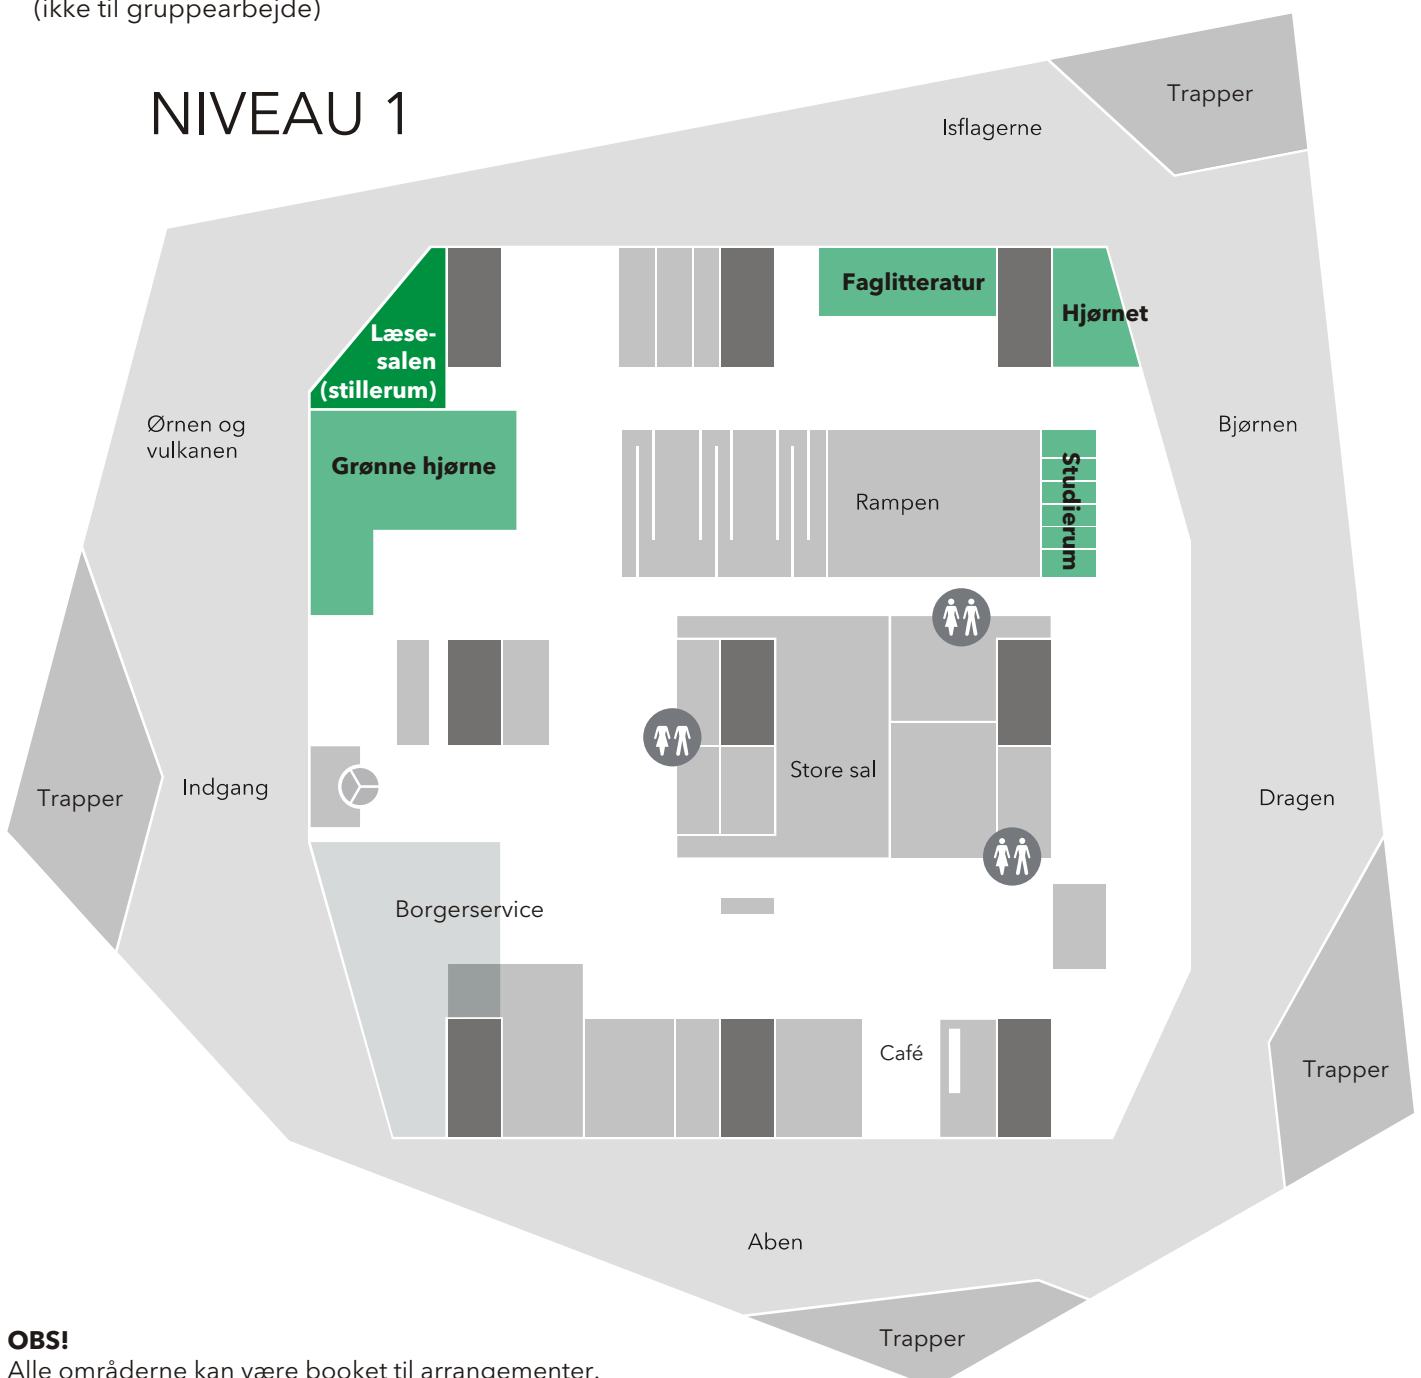 (ikke til gruppearbejde)
NIVEAU 1
Trapper
Isflagerne
Faglitteratur
Hjørnet
Læse-
salen
(stillerum)
Ørnen og
vulkanen
Bjørnen
Grønne hjørne
Rampen
Studierum
Store sal
Indgang
Trapper
Dragen
Borgerservice
Café
Trapper
Aben
Trapper
OBS!
Alle områderne kan være booket til arrangementer.